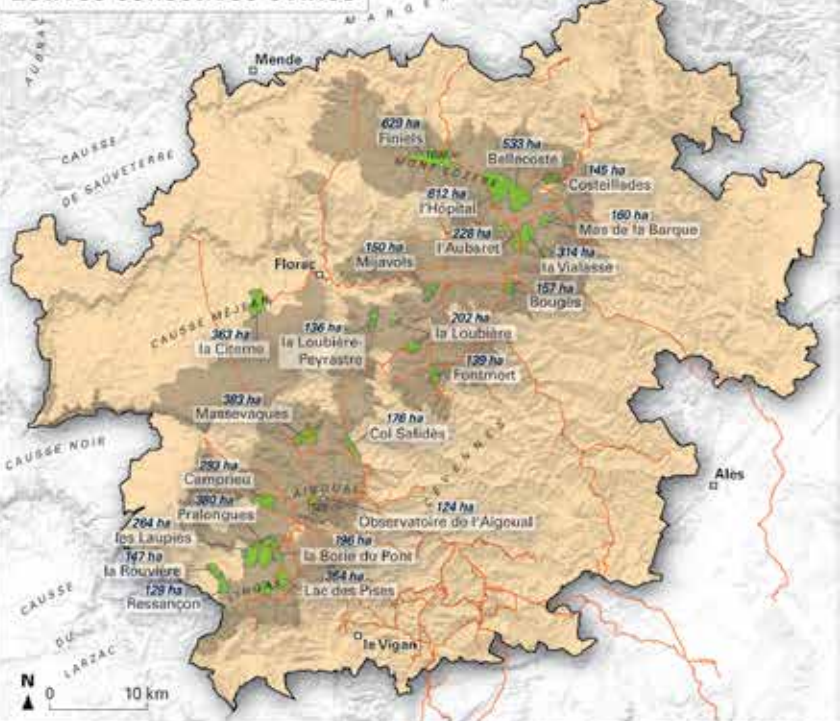 MARGE
AUBRAC
Mende
CAUSSE
DE SAUVETERRE
629 ha
Finiels
MONT LOZÈRE
533 ha
Bellecoste
145 ha
Costeillades
612 ha
l'Hôpital
160 ha
Mas de la Barque
228 ha
l'Aubaret
150 ha
Mijavols
314 ha
la Vialasse
Florac
157 ha
Bougès
CAUSSE MÉJEAN
363 ha
la Citerne
136 ha
la Loubière-
Peyrastre
202 ha
la Loubière
139 ha
Fontmort
383 ha
Massevaques
176 ha
Col Salidès
CAUSSE NOIR
CÉVENNES
Alès
293 ha
Camprieu
AIGOUAL
380 ha
Pralongues
124 ha
Observatoire de l'Aigoual
264 ha
les Laupies
196 ha
la Borie du Pont
147 ha
la Rouvière
364 ha
Lac des Pises
129 ha
Ressançon
CAUSSE
DU
LARZAC
le Vigan
N
0 10 km